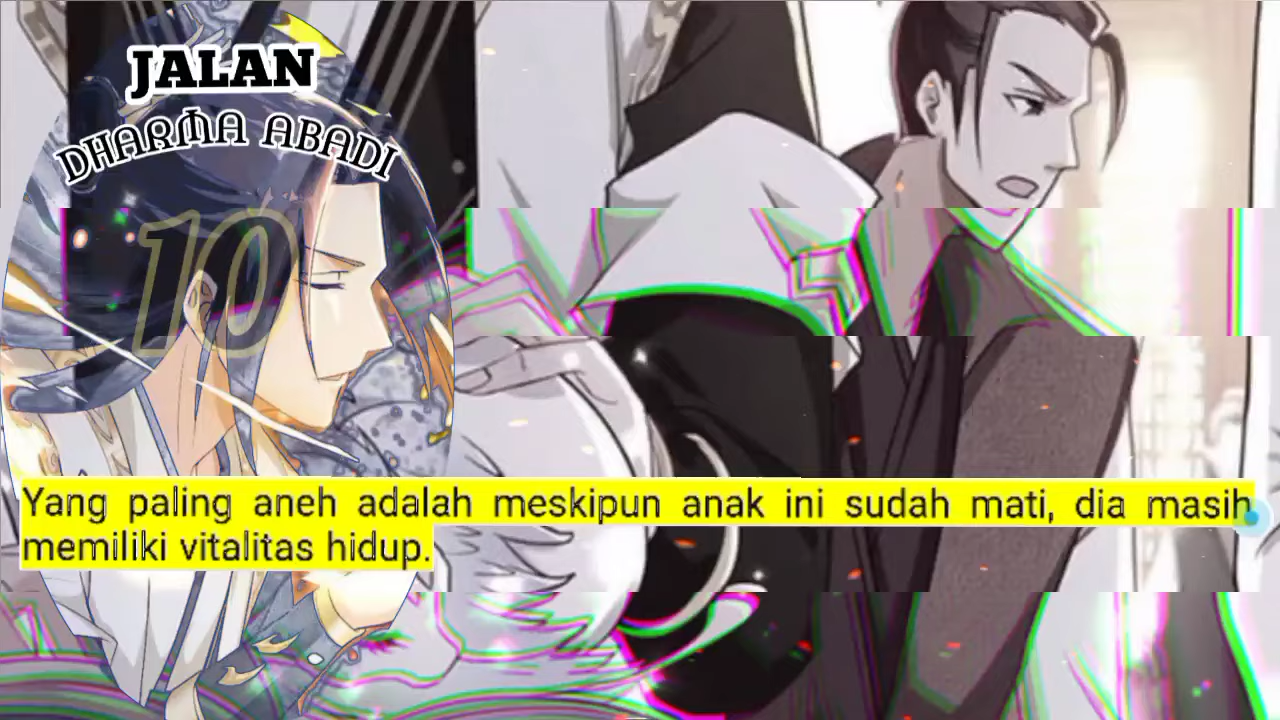 JALAN
DHARMA ABADI
10
Yang paling aneh adalah meskipun anak ini sudah mati, dia masih
memiliki vitalitas hidup.